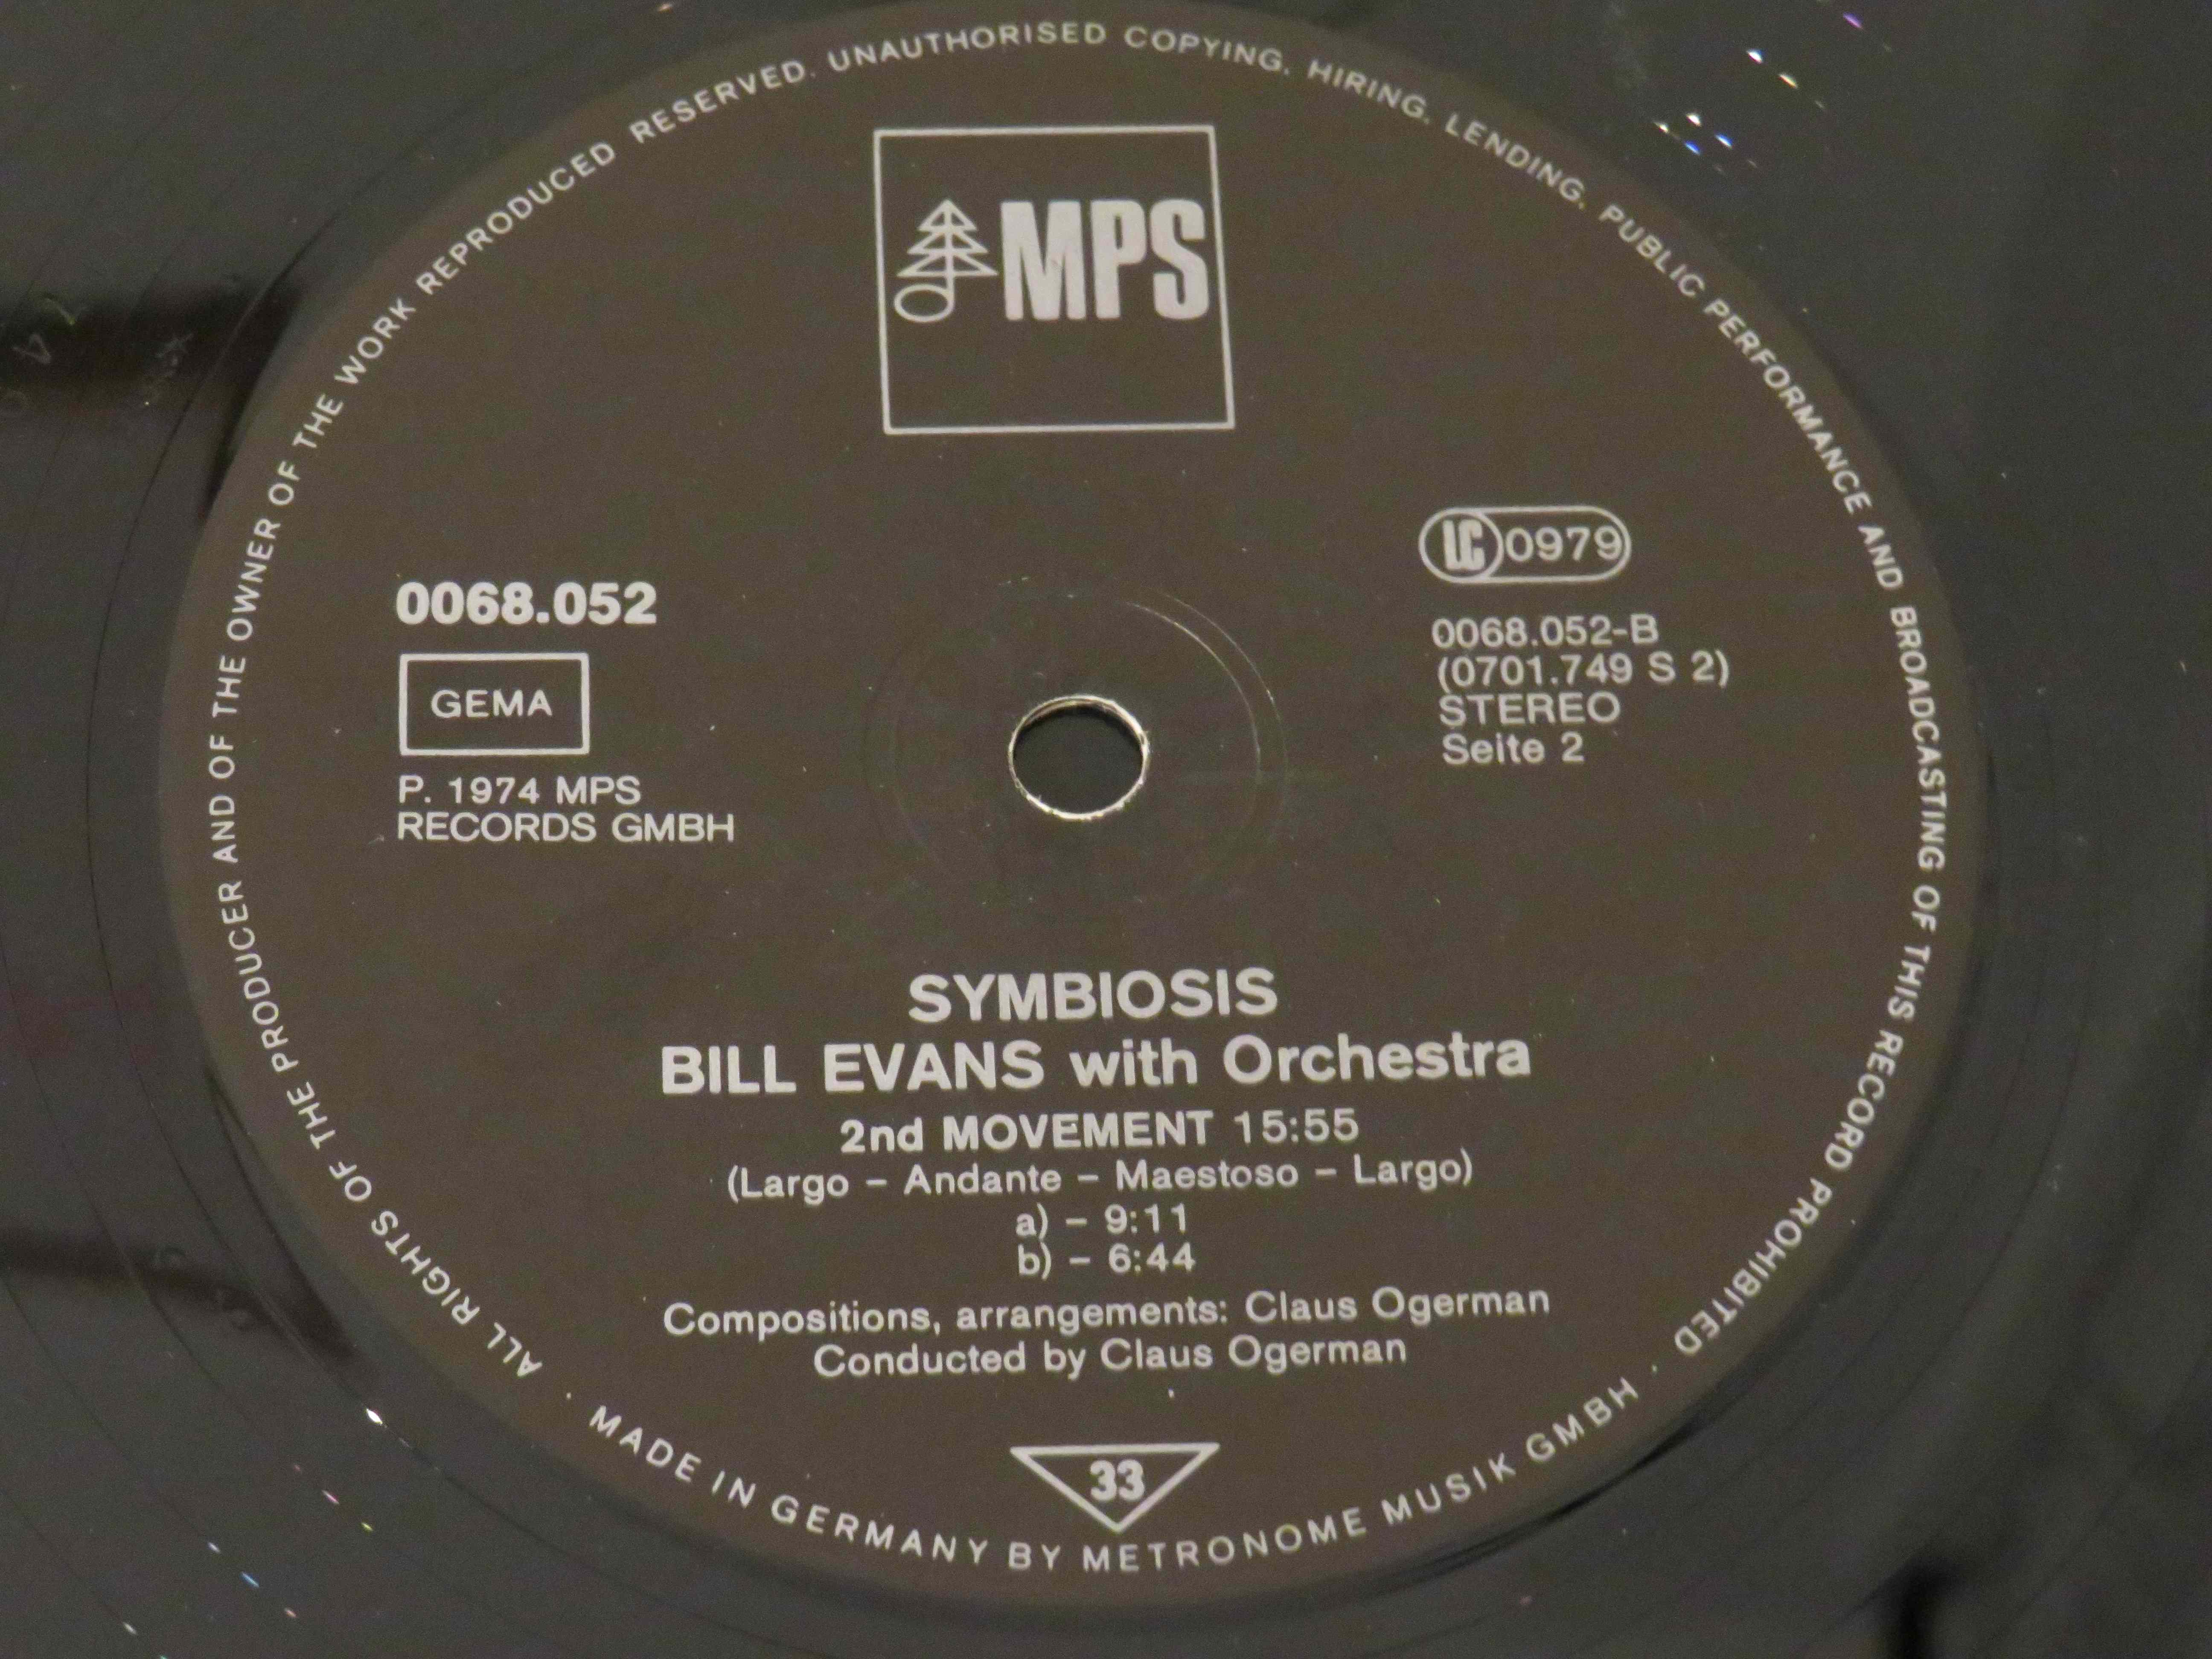 ALL RIGHTS OF THE PRODUCER AND OF THE OWNER OF THE WORK REPRODUCED RESERVED. UNAUTHORISED COPYING, HIRING, LENDING, PUBLIC PERFORMANCE AND BROADCASTING OF THIS RECORD PROHIBITED
MPS
LC 0979
0068.052
GEMA
P. 1974 MPS
RECORDS GMBH
0068.052-B
(0701.749 S 2)
STEREO
Seite 2
SYMBIOSIS
BILL EVANS with Orchestra
2nd MOVEMENT 15:55
(Largo – Andante – Maestoso – Largo)
a) – 9:11
b) – 6:44
Compositions, arrangements: Claus Ogerman
Conducted by Claus Ogerman
33
· MADE IN GERMANY BY METRONOME MUSIK GMBH ·